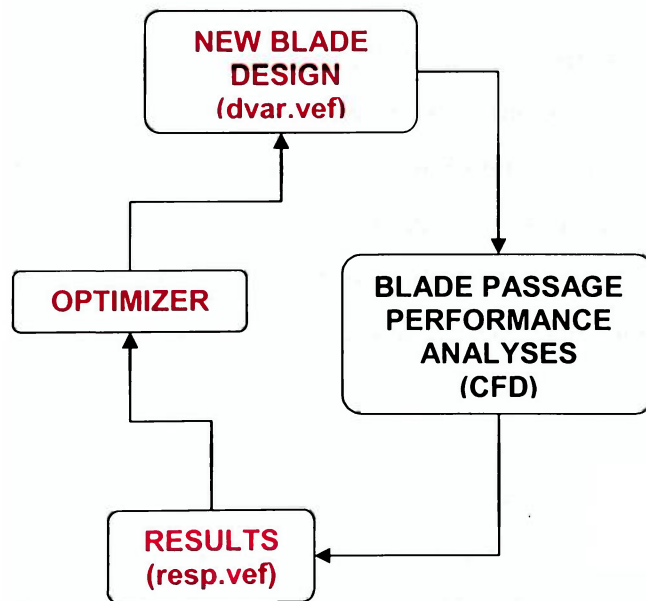 NEW BLADE
DESIGN
(dvar.vef)
OPTIMIZER
BLADE PASSAGE
PERFORMANCE
ANALYSES
(CFD)
RESULTS
(resp.vef)